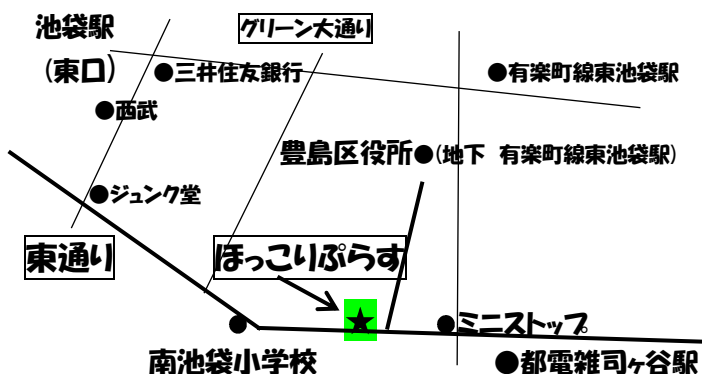 池袋駅
(東口)
グリーン大通り
●三井住友銀行
●有楽町線東池袋駅
●西武
豊島区役所●(地下 有楽町線東池袋駅)
●ジュンク堂
東通り
ほっこりぷらす
★
●ミニストップ
南池袋小学校
●都電雑司ヶ谷駅